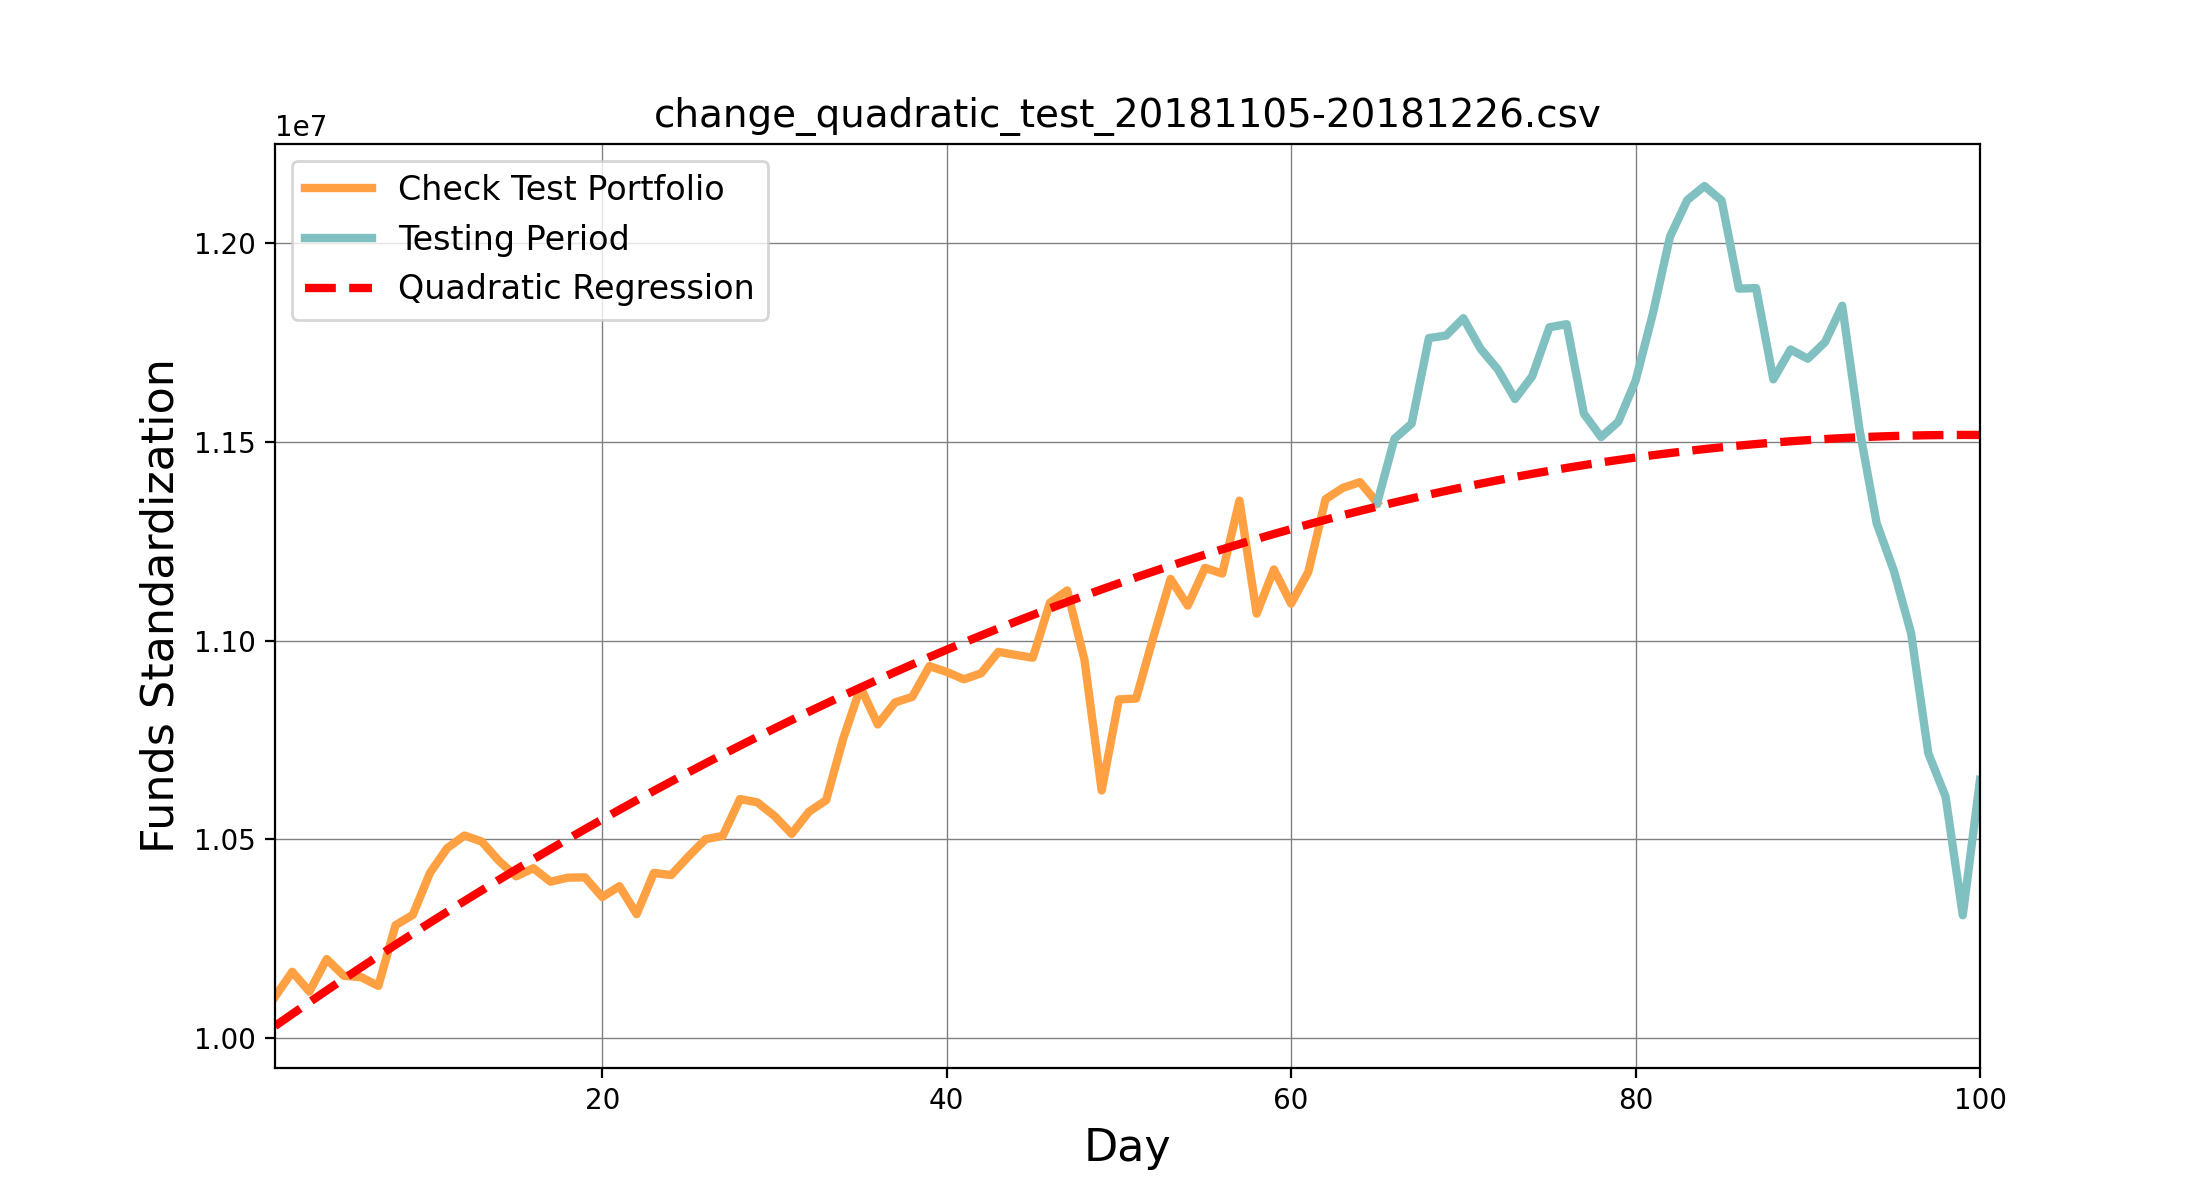 change_quadratic_test_20181105-20181226.csv
1e7
Check Test Portfolio
Testing Period
Quadratic Regression
1.20
1.15
1.10
1.05
1.00
Funds Standardization
20 40 60 80 100
Day